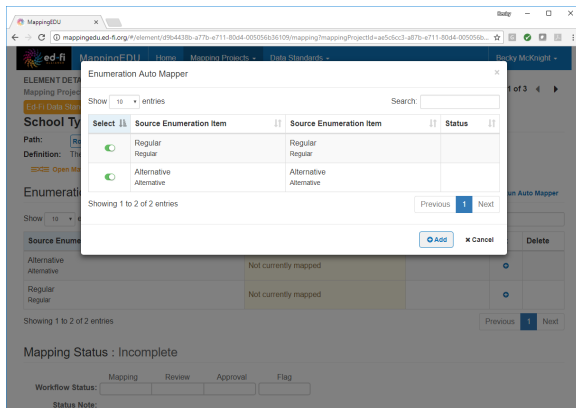 MappingEDU
Becky
mappingedu.ed-fi.org/#/element/d9b4438b-a77b-e711-80d4-005056b36109/mapping?mappingProjectId=ae5c6cc3-a87b-e711-80d4-005056b...
ed-fi MappingEDU Home Mapping Projects Data Standards Becky McKnight
ELEMENT DETA
Mapping Projec
1 of 3
Ed-Fi Data Stan
School Ty
Path: Ro
Definition: The
Open Ma
Enumerati
un Auto Mapper
Show 10 e
Source Enume
Delete
Alternative
Alternative
Not currently mapped
Regular
Regular
Not currently mapped
Showing 1 to 2 of 2 entries
Previous 1 Next
Enumeration Auto Mapper ×
Show 10 entries Search:
Select Source Enumeration Item Source Enumeration Item Status
Regular Regular
Regular Regular
Alternative Alternative
Alternative Alternative
Showing 1 to 2 of 2 entries Previous 1 Next
Add Cancel
Mapping Status : Incomplete
Mapping Review Approval Flag
Workflow Status:
Status Note: